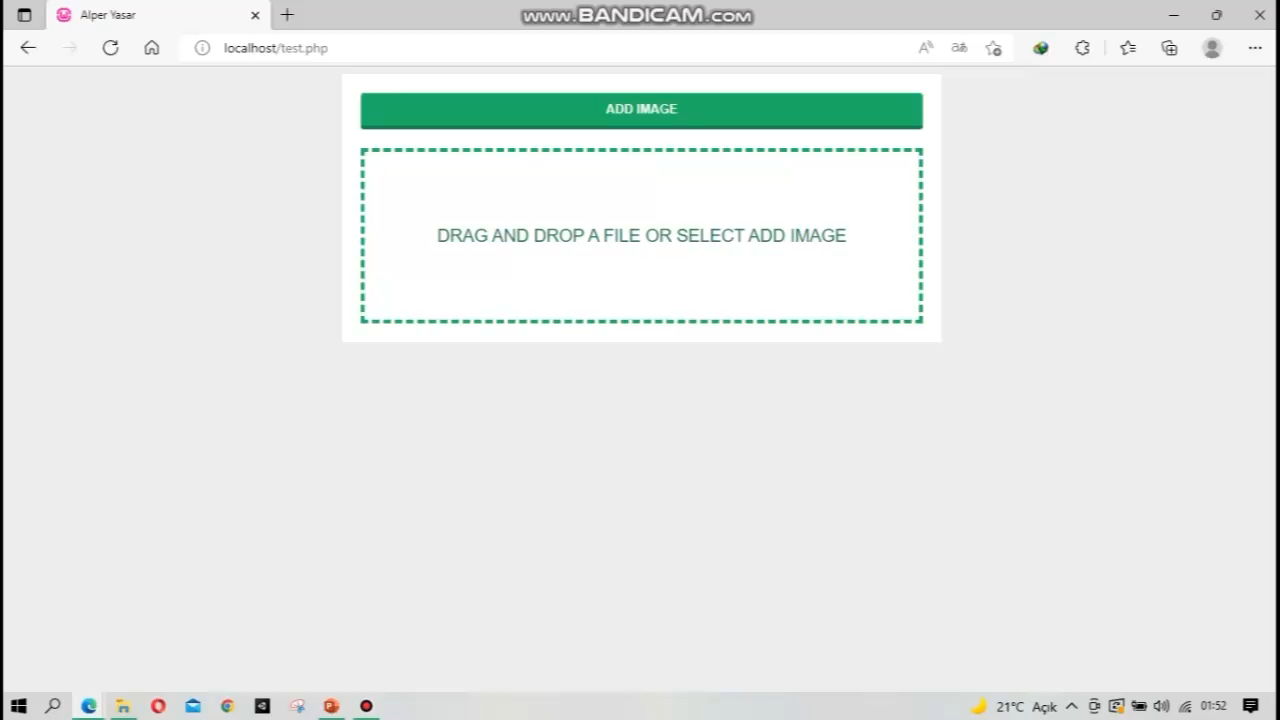 Alper Yasar
www.BANDICAM.com
localhost/test.php
ADD IMAGE
DRAG AND DROP A FILE OR SELECT ADD IMAGE
21°C Açık
01:52